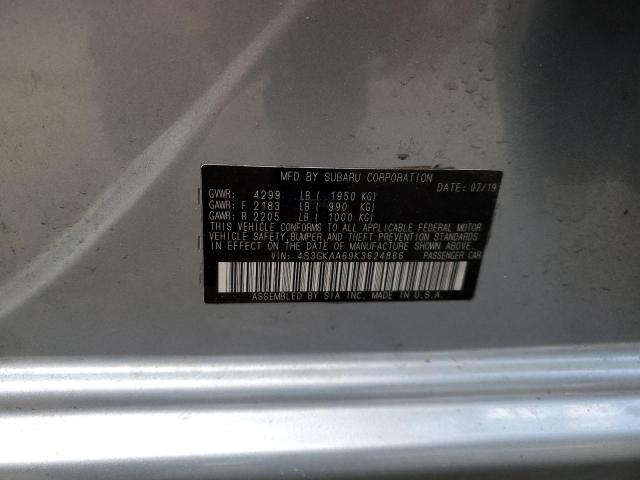 MFD BY SUBARU CORPORATION
DATE: 07/19
GVWR: 4299 LB ( 1950 KG)
GAWR: F 2183 LB ( 990 KG)
GAWR: R 2205 LB ( 1000 KG)
THIS VEHICLE CONFORMS TO ALL APPLICABLE FEDERAL MOTOR
VEHICLE SAFETY, BUMPER, AND THEFT PREVENTION STANDARDS
IN EFFECT ON THE DATE OF MANUFACTURE SHOWN ABOVE.
VIN: 4S3GKAA69K3624866 PASSENGER CAR
ASSEMBLED BY SIA INC. MADE IN U.S.A.